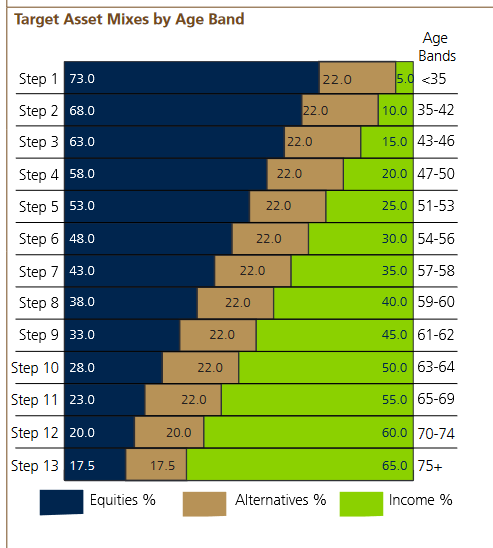 Target Asset Mixes by Age Band
Age
Bands
Step 1 73.0 22.0 5.0 <35
Step 2 68.0 22.0 10.0 35-42
Step 3 63.0 22.0 15.0 43-46
Step 4 58.0 22.0 20.0 47-50
Step 5 53.0 22.0 25.0 51-53
Step 6 48.0 22.0 30.0 54-56
Step 7 43.0 22.0 35.0 57-58
Step 8 38.0 22.0 40.0 59-60
Step 9 33.0 22.0 45.0 61-62
Step 10 28.0 22.0 50.0 63-64
Step 11 23.0 22.0 55.0 65-69
Step 12 20.0 20.0 60.0 70-74
Step 13 17.5 17.5 65.0 75+
Equities % Alternatives % Income %